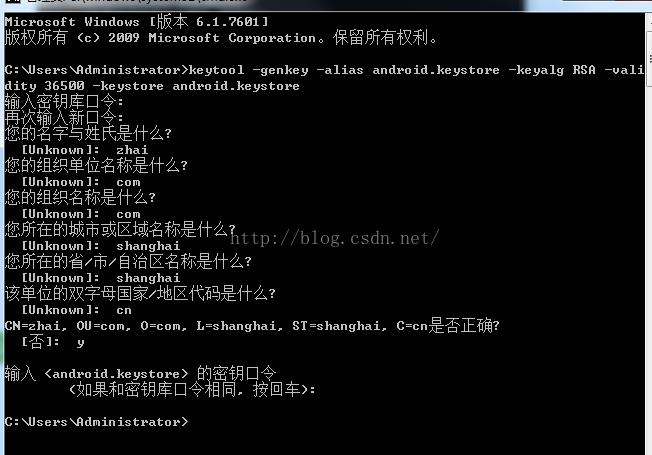 Microsoft Windows [版本 6.1.7601]
版权所有 (c) 2009 Microsoft Corporation。保留所有权利。
C:\Users\Administrator>keytool -genkey -alias android.keystore -keyalg RSA -vali
dity 36500 -keystore android.keystore
输入密钥库口令:
再次输入新口令:
您的名字与姓氏是什么?
[Unknown]:  zhai
您的组织单位名称是什么?
[Unknown]:  com
您的组织名称是什么?
[Unknown]:  com
您所在的城市或区域名称是什么?
[Unknown]:  shanghai
您所在的省/市/自治区名称是什么?
[Unknown]:  shanghai
该单位的双字母国家/地区代码是什么?
[Unknown]:  cn
CN=zhai, OU=com, O=com, L=shanghai, ST=shanghai, C=cn是否正确?
[否]:  y
输入 <android.keystore> 的密钥口令
(如果和密钥库口令相同, 按回车):
C:\Users\Administrator>
http://blog.csdn.net/